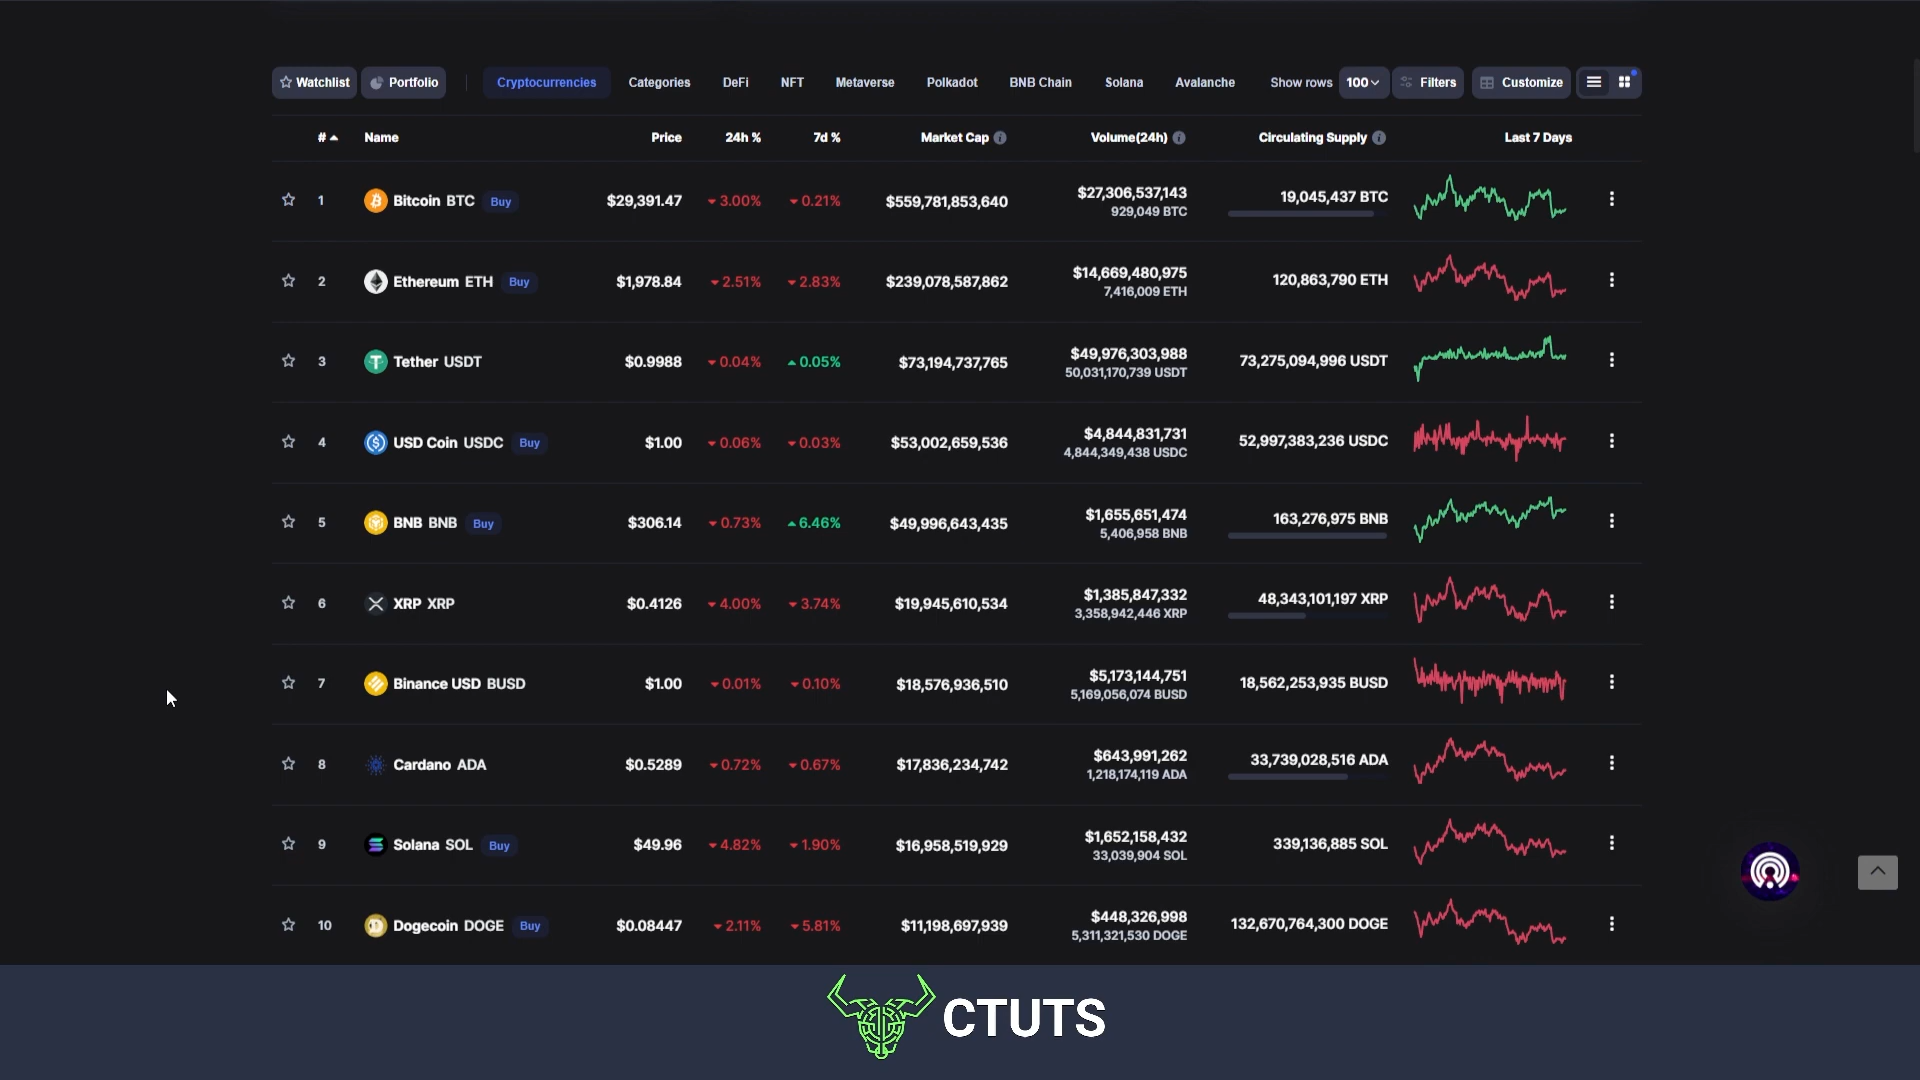 Watchlist Portfolio Cryptocurrencies Categories DeFi NFT Metaverse Polkadot BNB Chain Solana Avalanche Show rows 100 Filters Customize
# Name Price 24h % 7d % Market Cap Volume(24h) Circulating Supply Last 7 Days
1 Bitcoin BTC Buy $29,391.47 3.00% 0.21% $559,781,853,640 $27,306,537,143 19,045,437 BTC
929,049 BTC
2 Ethereum ETH Buy $1,978.84 2.51% 2.83% $239,078,587,862 $14,669,480,975 120,863,790 ETH
7,416,009 ETH
3 Tether USDT $0.9988 0.04% 0.05% $73,194,737,765 $49,976,303,988 73,275,094,996 USDT
50,031,170,739 USDT
4 USD Coin USDC Buy $1.00 0.06% 0.03% $53,002,659,536 $4,844,831,731 52,997,383,236 USDC
4,844,349,438 USDC
5 BNB BNB Buy $306.14 0.73% 6.46% $49,996,643,435 $1,655,651,474 163,276,975 BNB
5,406,958 BNB
6 XRP XRP $0.4126 4.00% 3.74% $19,945,610,534 $1,385,847,332 48,343,101,197 XRP
3,358,942,446 XRP
7 Binance USD BUSD $1.00 0.01% 0.10% $18,576,936,510 $5,173,144,751 18,562,253,935 BUSD
5,169,056,074 BUSD
8 Cardano ADA $0.5289 0.72% 0.67% $17,836,234,742 $643,991,262 33,739,028,516 ADA
1,218,174,119 ADA
9 Solana SOL Buy $49.96 4.82% 1.90% $16,958,519,929 $1,652,158,432 339,136,885 SOL
33,039,904 SOL
10 Dogecoin DOGE Buy $0.08447 2.11% 5.81% $11,198,697,939 $448,326,998 132,670,764,300 DOGE
5,311,321,530 DOGE
CTUTS